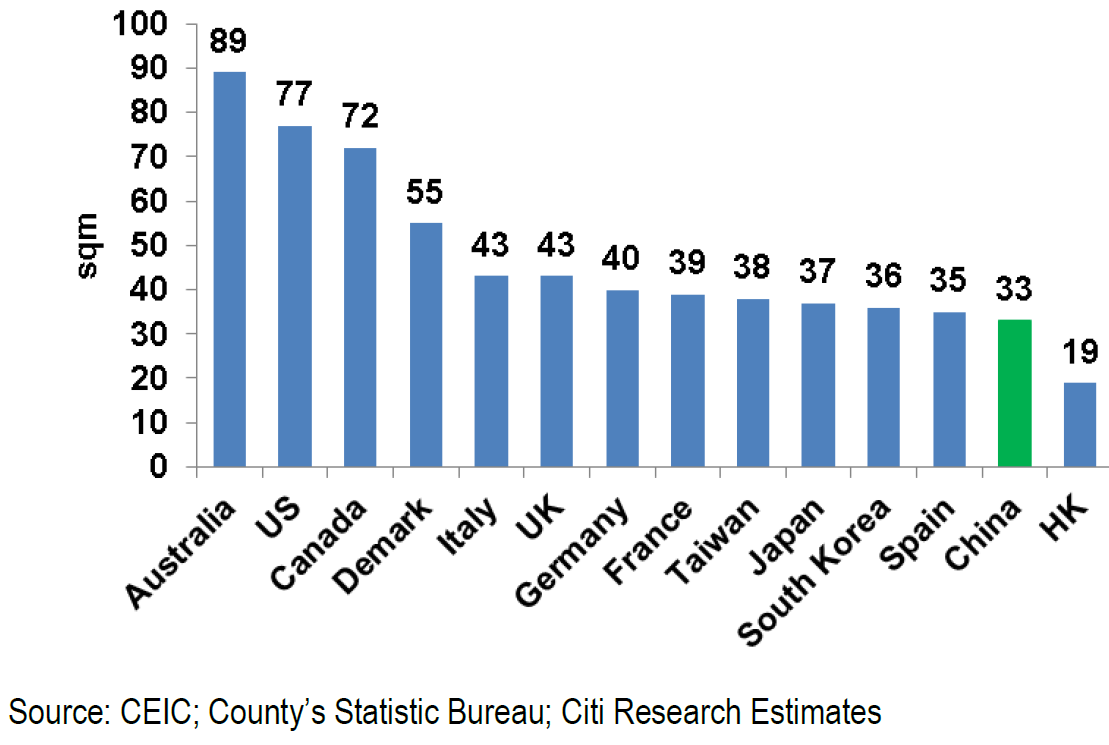 100
90
80
70
60
50
40
30
20
10
0
sqm
89
77
72
55
43
43
40
39
38
37
36
35
33
19
Australia
US
Canada
Demark
Italy
UK
Germany
France
Taiwan
Japan
South Korea
Spain
China
HK
Source: CEIC; County’s Statistic Bureau; Citi Research Estimates